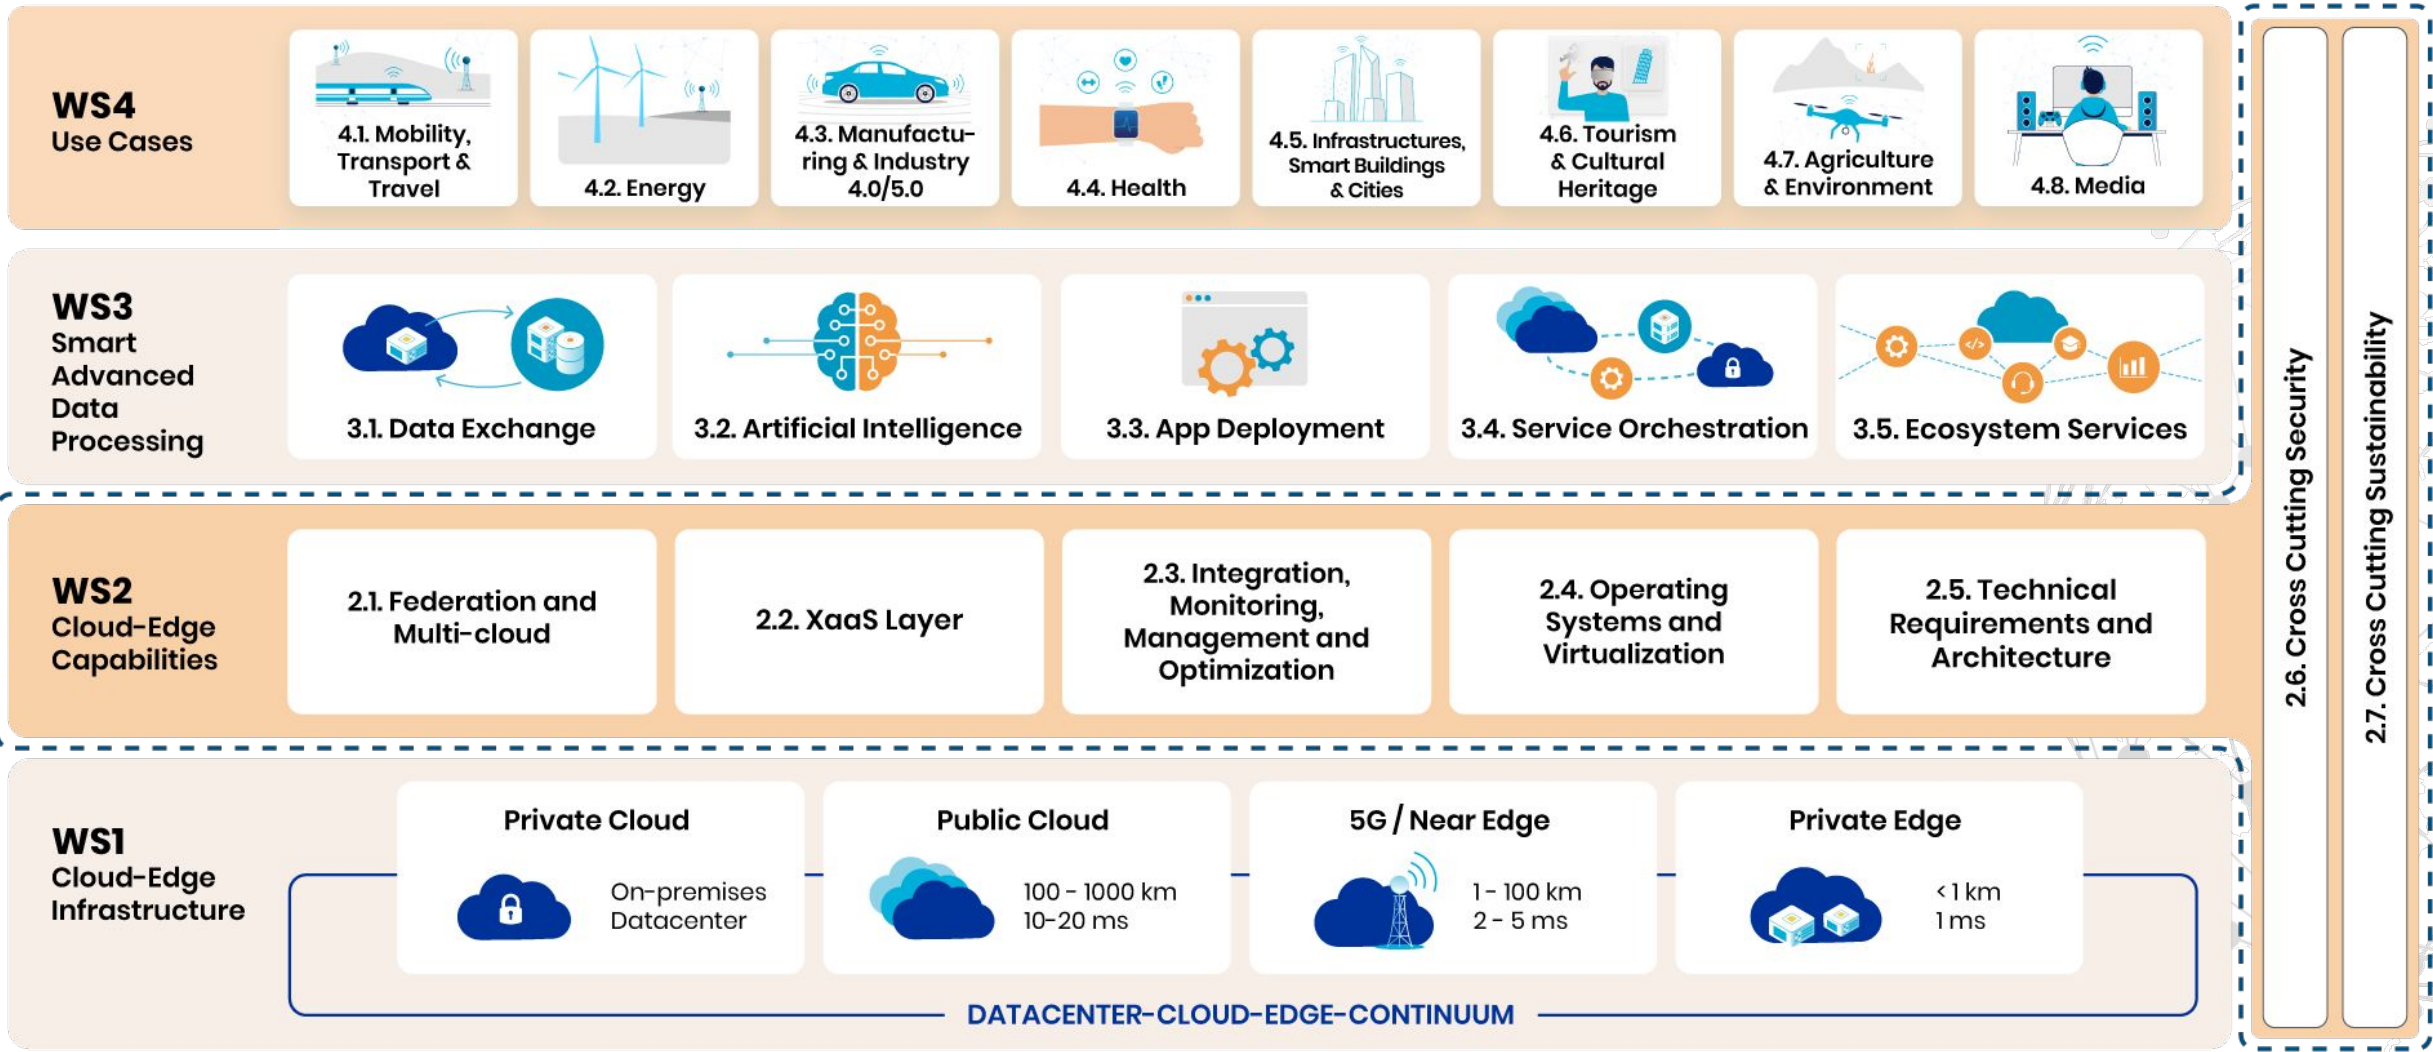 WS4
Use Cases
4.1. Mobility,
Transport &
Travel
4.2. Energy
4.3. Manufactu-
ring & Industry
4.0/5.0
4.4. Health
4.5. Infrastructures,
Smart Buildings
& Cities
4.6. Tourism
& Cultural
Heritage
4.7. Agriculture
& Environment
4.8. Media
WS3
Smart
Advanced
Data
Processing
3.1. Data Exchange
3.2. Artificial Intelligence
3.3. App Deployment
3.4. Service Orchestration
3.5. Ecosystem Services
WS2
Cloud-Edge
Capabilities
2.1. Federation and
Multi-cloud
2.2. XaaS Layer
2.3. Integration,
Monitoring,
Management and
Optimization
2.4. Operating
Systems and
Virtualization
2.5. Technical
Requirements and
Architecture
WS1
Cloud-Edge
Infrastructure
Private Cloud
On-premises
Datacenter
Public Cloud
100 - 1000 km
10-20 ms
5G / Near Edge
1 - 100 km
2 - 5 ms
Private Edge
< 1 km
1 ms
DATACENTER-CLOUD-EDGE-CONTINUUM
2.6. Cross Cutting Security
2.7. Cross Cutting Sustainability